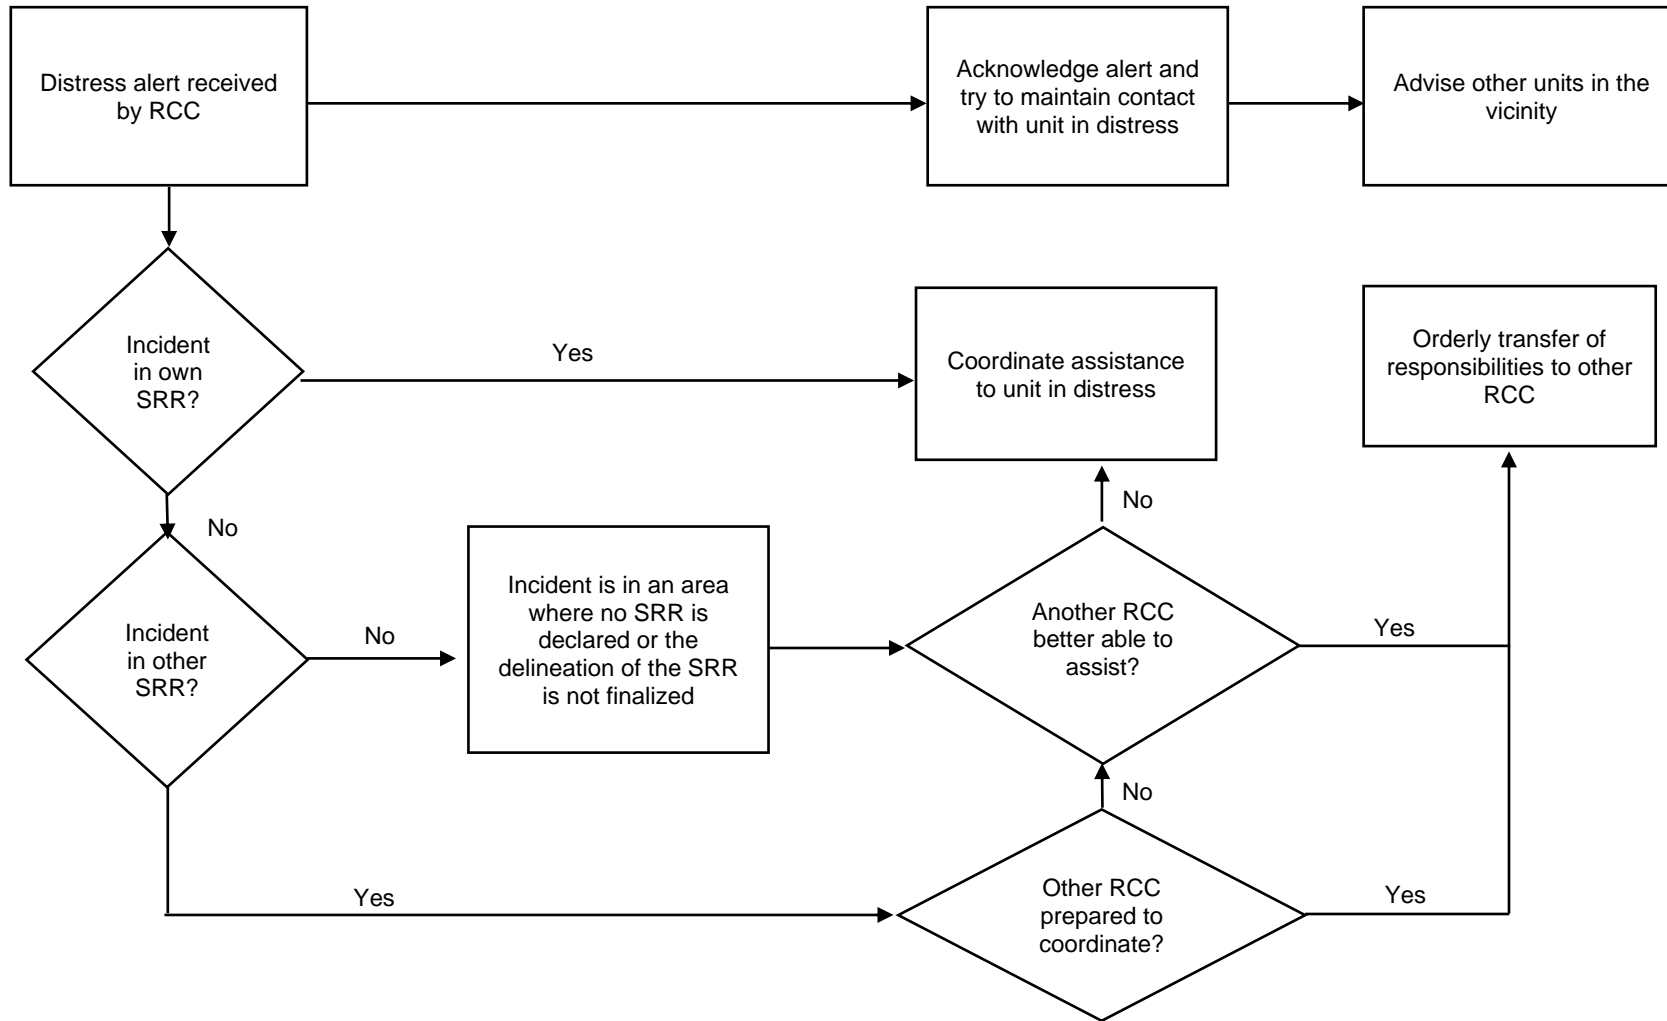 Distress alert received
by RCC
Acknowledge alert and
try to maintain contact
with unit in distress
Advise other units in the
vicinity
Incident
in own
SRR?
Yes
Coordinate assistance
to unit in distress
Orderly transfer of
responsibilities to other
RCC
No
No
Incident
in other
SRR?
No
Incident is in an area
where no SRR is
declared or the
delineation of the SRR
is not finalized
Another RCC
better able to
assist?
Yes
No
Yes
Other RCC
prepared to
coordinate?
Yes